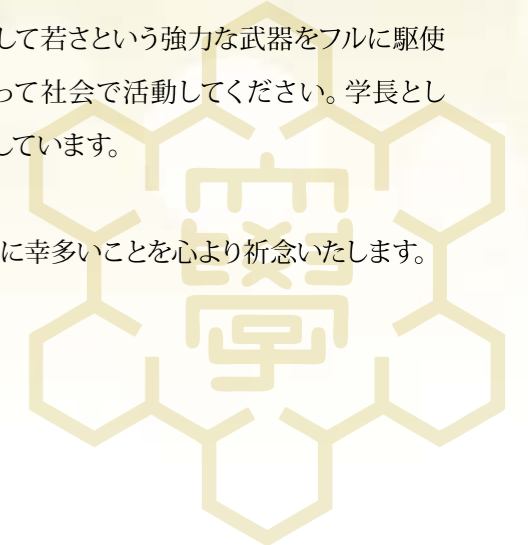 して若さという強力な武器をフルに駆使
って社会で活動してください。学長とし
しています。
に幸多いことを心より祈念いたします。
大學